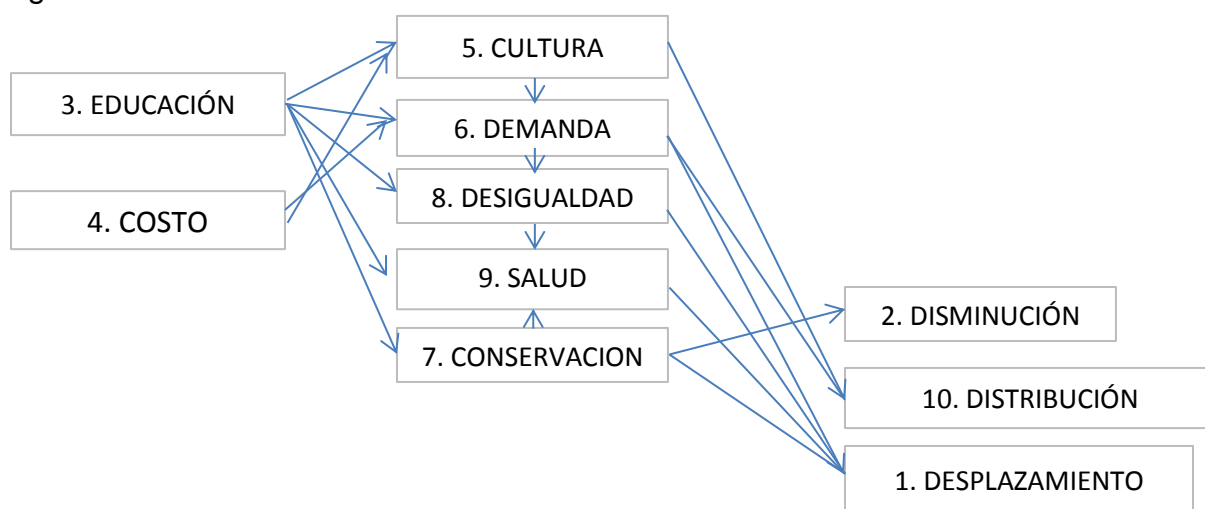 5. CULTURA
3. EDUCACIÓN
6. DEMANDA
8. DESIGUALDAD
4. COSTO
9. SALUD
2. DISMINUCIÓN
7. CONSERVACION
10. DISTRIBUCIÓN
1. DESPLAZAMIENTO